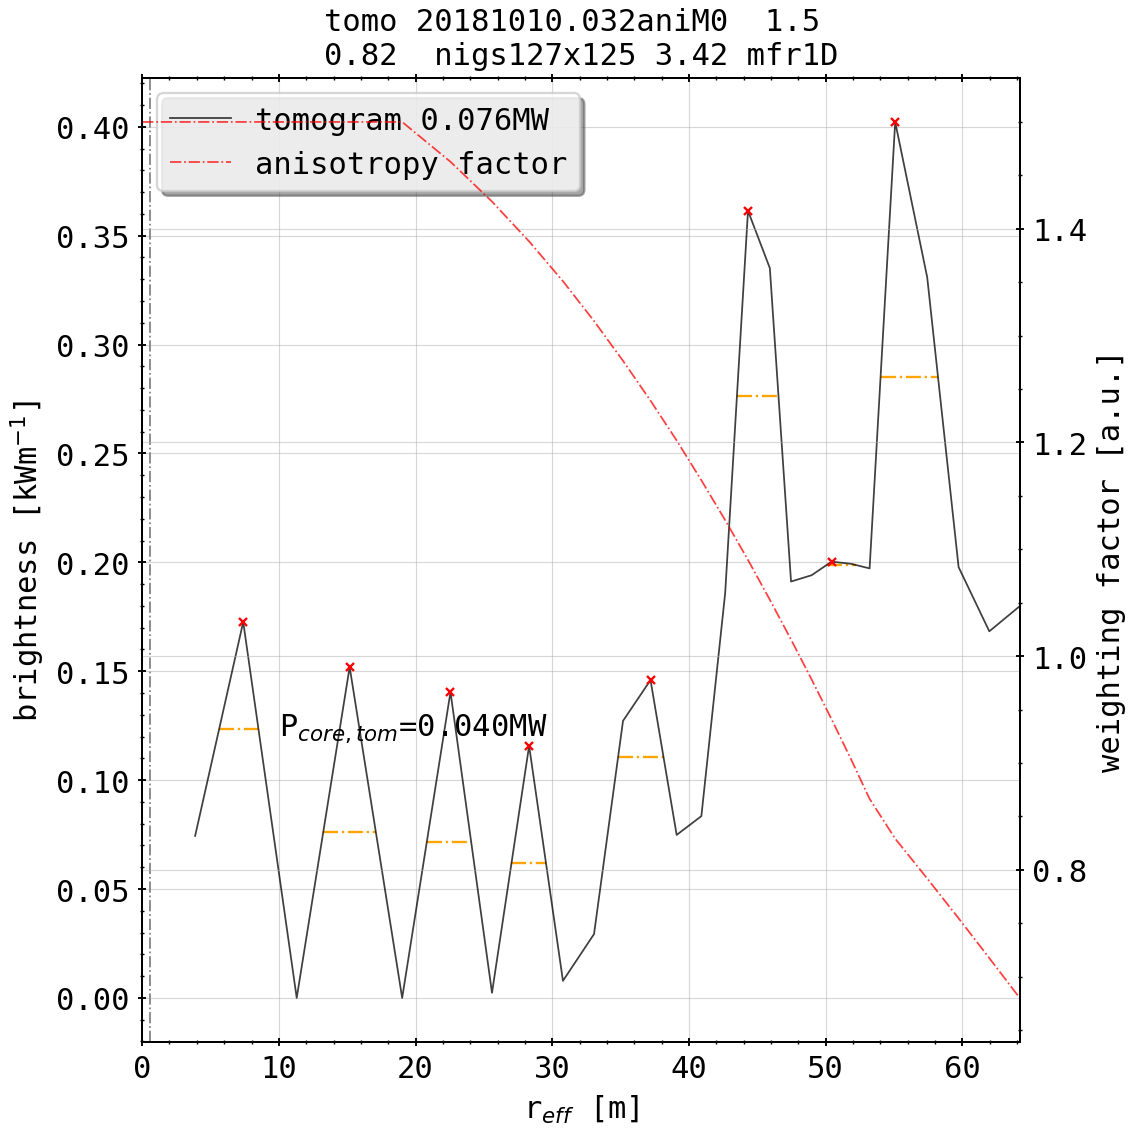 tomo 20181010.032aniM0  1.5
0.82  nigs127x125 3.42 mfr1D
tomogram 0.076MW
anisotropy factor
0.40
0.35
0.30
0.25
0.20
0.15
0.10
0.05
0.00
brightness [kWm⁻¹]
1.4
1.2
1.0
0.8
weighting factor [a.u.]
P_core,tom=0.040MW
0 10 20 30 40 50 60
r_eff [m]